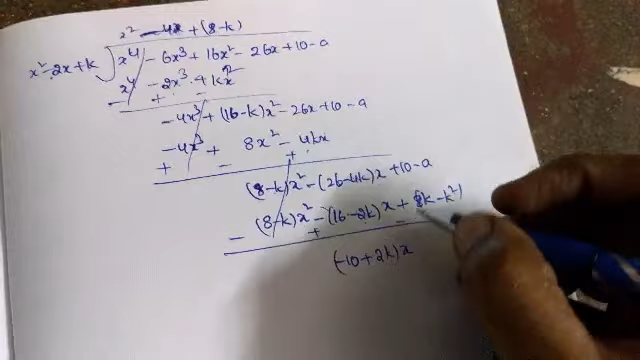 x² - 4x + (8-k)
x² - 2x + k ) x⁴ - 6x³ + 16x² - 26x + 10 - a
x⁴ - 2x³ + kx²
- + -
- 4x³ + (16-k)x² - 26x + 10 - a
- 4x³ + 8x² - 4kx
+ - +
(8-k)x² - (26-4k)x + 10 - a
(8-k)x² - (16-2k)x + (8k - k²)
- + -
(-10+2k)x